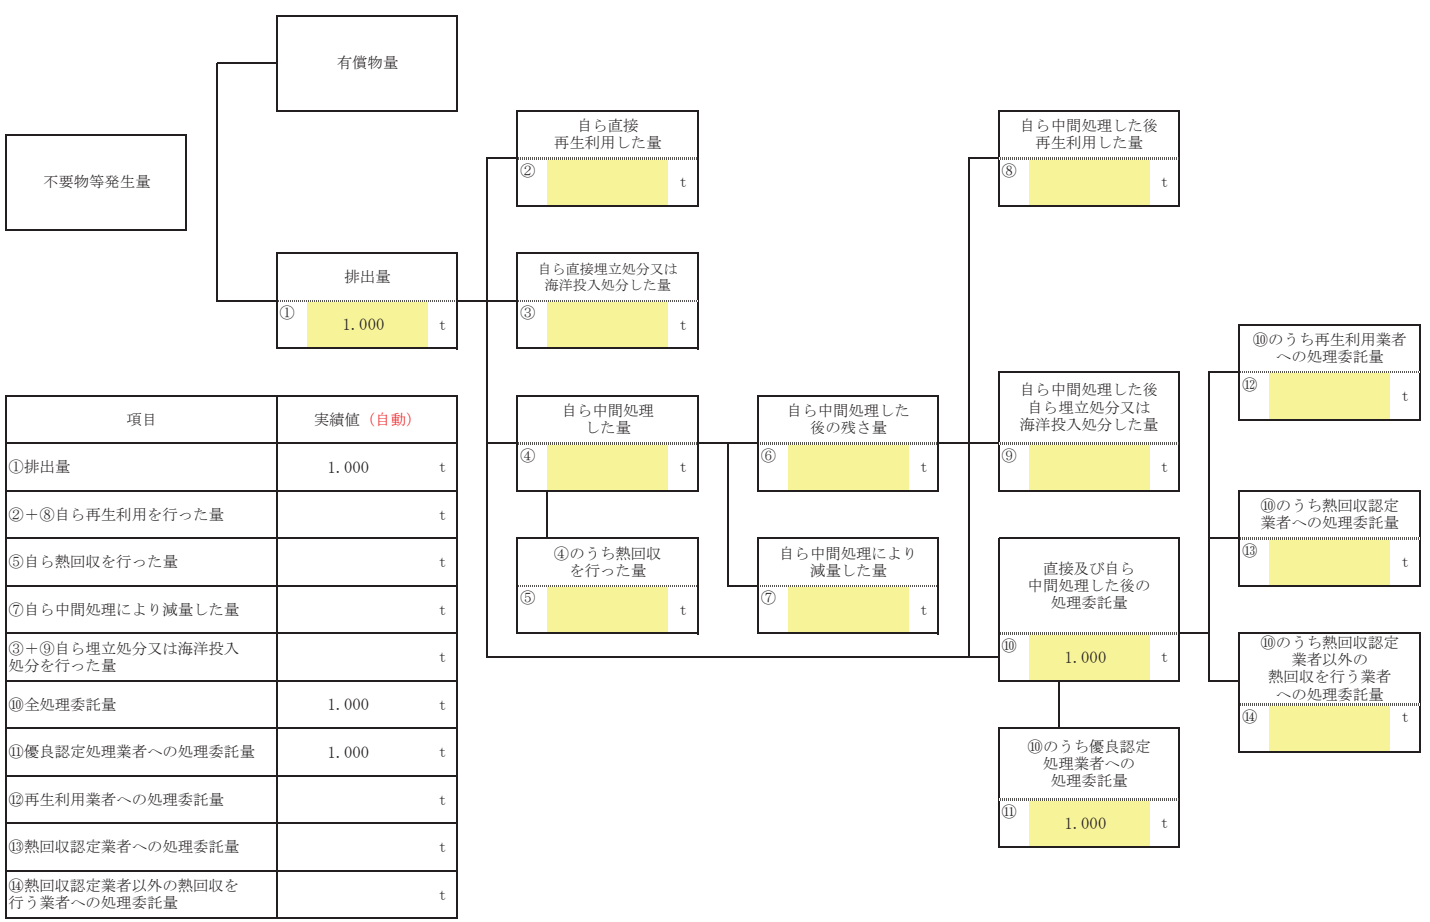 有償物量
不要物等発生量
排出量
①
1.000
t
自ら直接
再生利用した量
②
t
自ら直接埋立処分又は
海洋投入処分した量
③
t
自ら中間処理
した量
④
t
④のうち熱回収
を行った量
⑤
t
自ら中間処理した
後の残さ量
⑥
t
自ら中間処理により
減量した量
⑦
t
自ら中間処理した後
再生利用した量
⑧
t
自ら中間処理した後
自ら埋立処分又は
海洋投入処分した量
⑨
t
直接及び自ら
中間処理した後の
処理委託量
⑩
1.000
t
⑩のうち優良認定
処理業者への
処理委託量
⑪
1.000
t
⑩のうち再生利用業者
への処理委託量
⑫
t
⑩のうち熱回収認定
業者への処理委託量
⑬
t
⑩のうち熱回収認定
業者以外の
熱回収を行う業者
への処理委託量
⑭
t
項目 実績値（自動）
①排出量 1.000 t
②＋⑧自ら再生利用を行った量 t
⑤自ら熱回収を行った量 t
⑦自ら中間処理により減量した量 t
③＋⑨自ら埋立処分又は海洋投入
処分を行った量 t
⑩全処理委託量 1.000 t
⑪優良認定処理業者への処理委託量 1.000 t
⑫再生利用業者への処理委託量 t
⑬熱回収認定業者への処理委託量 t
⑭熱回収認定業者以外の熱回収を
行う業者への処理委託量 t